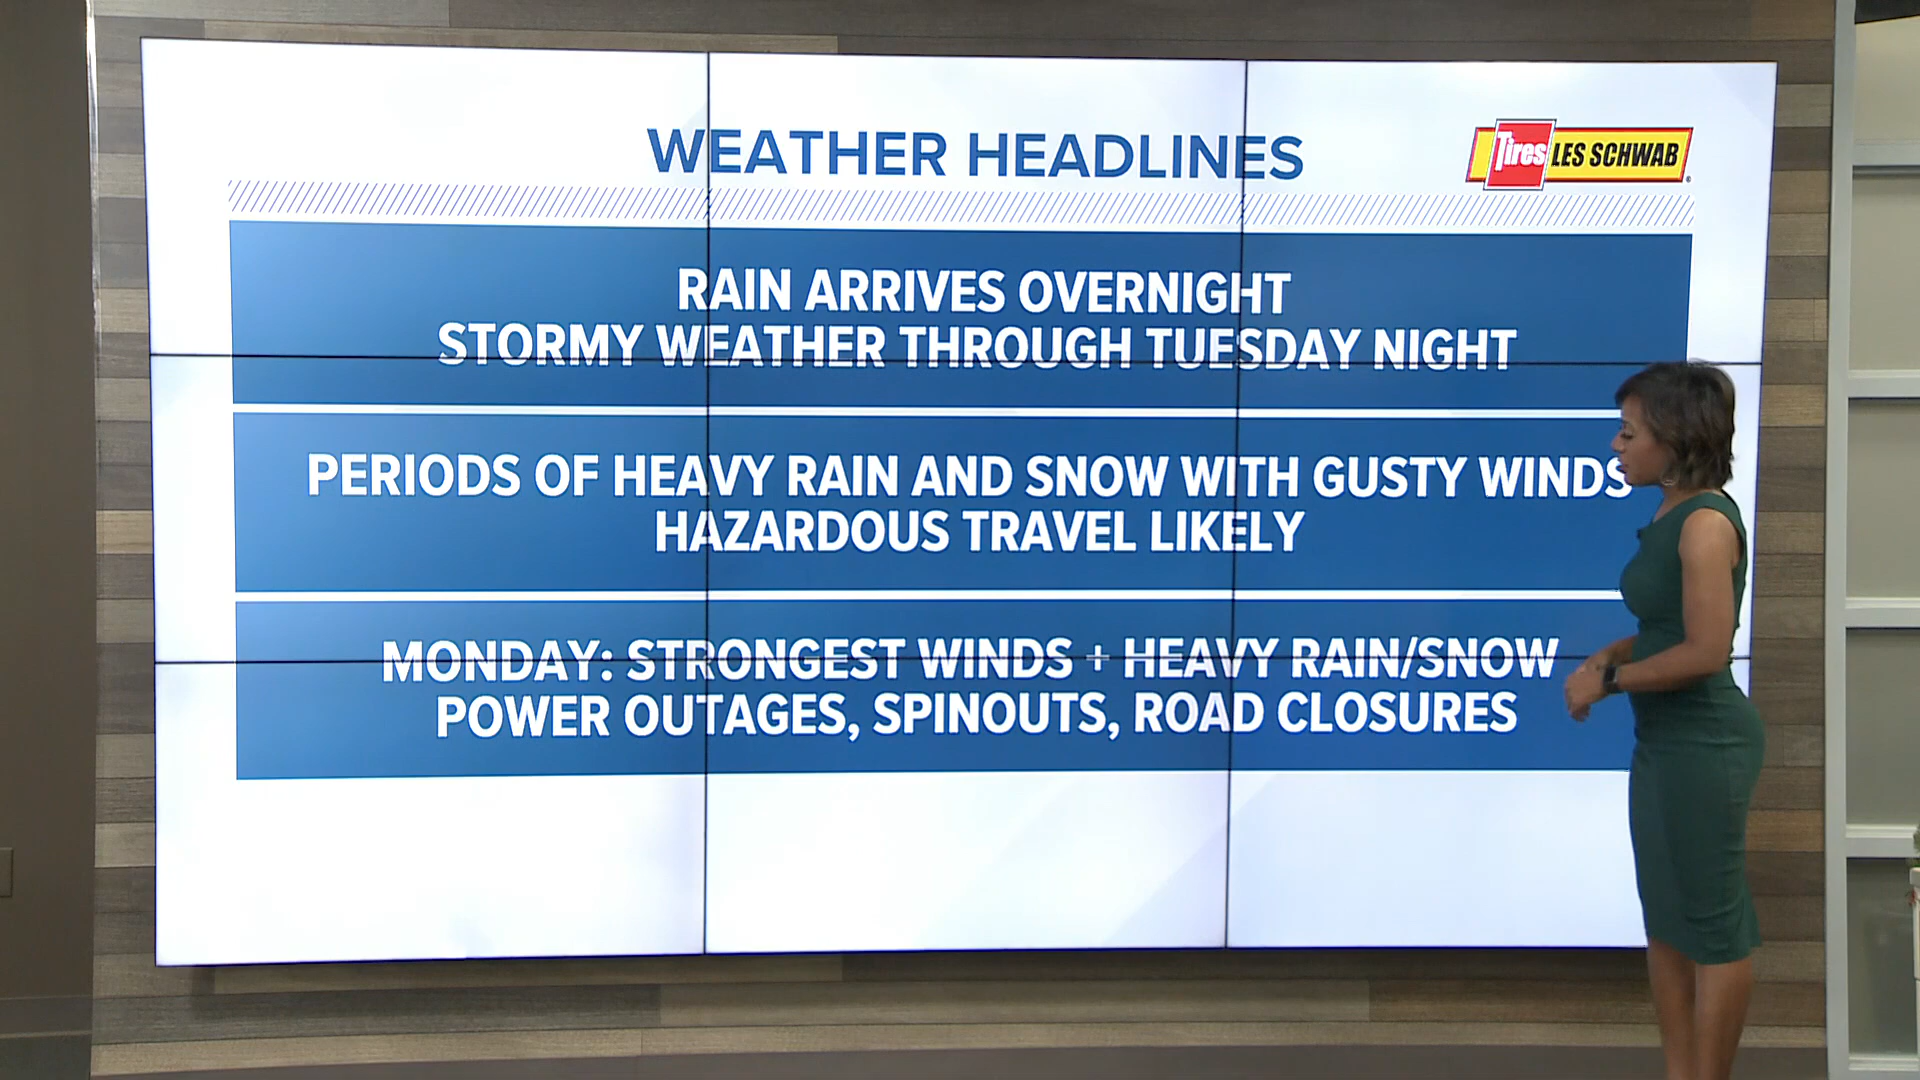 WEATHER HEADLINES
Tires LES SCHWAB
RAIN ARRIVES OVERNIGHT
STORMY WEATHER THROUGH TUESDAY NIGHT
PERIODS OF HEAVY RAIN AND SNOW WITH GUSTY WINDS
HAZARDOUS TRAVEL LIKELY
MONDAY: STRONGEST WINDS + HEAVY RAIN/SNOW
POWER OUTAGES, SPINOUTS, ROAD CLOSURES